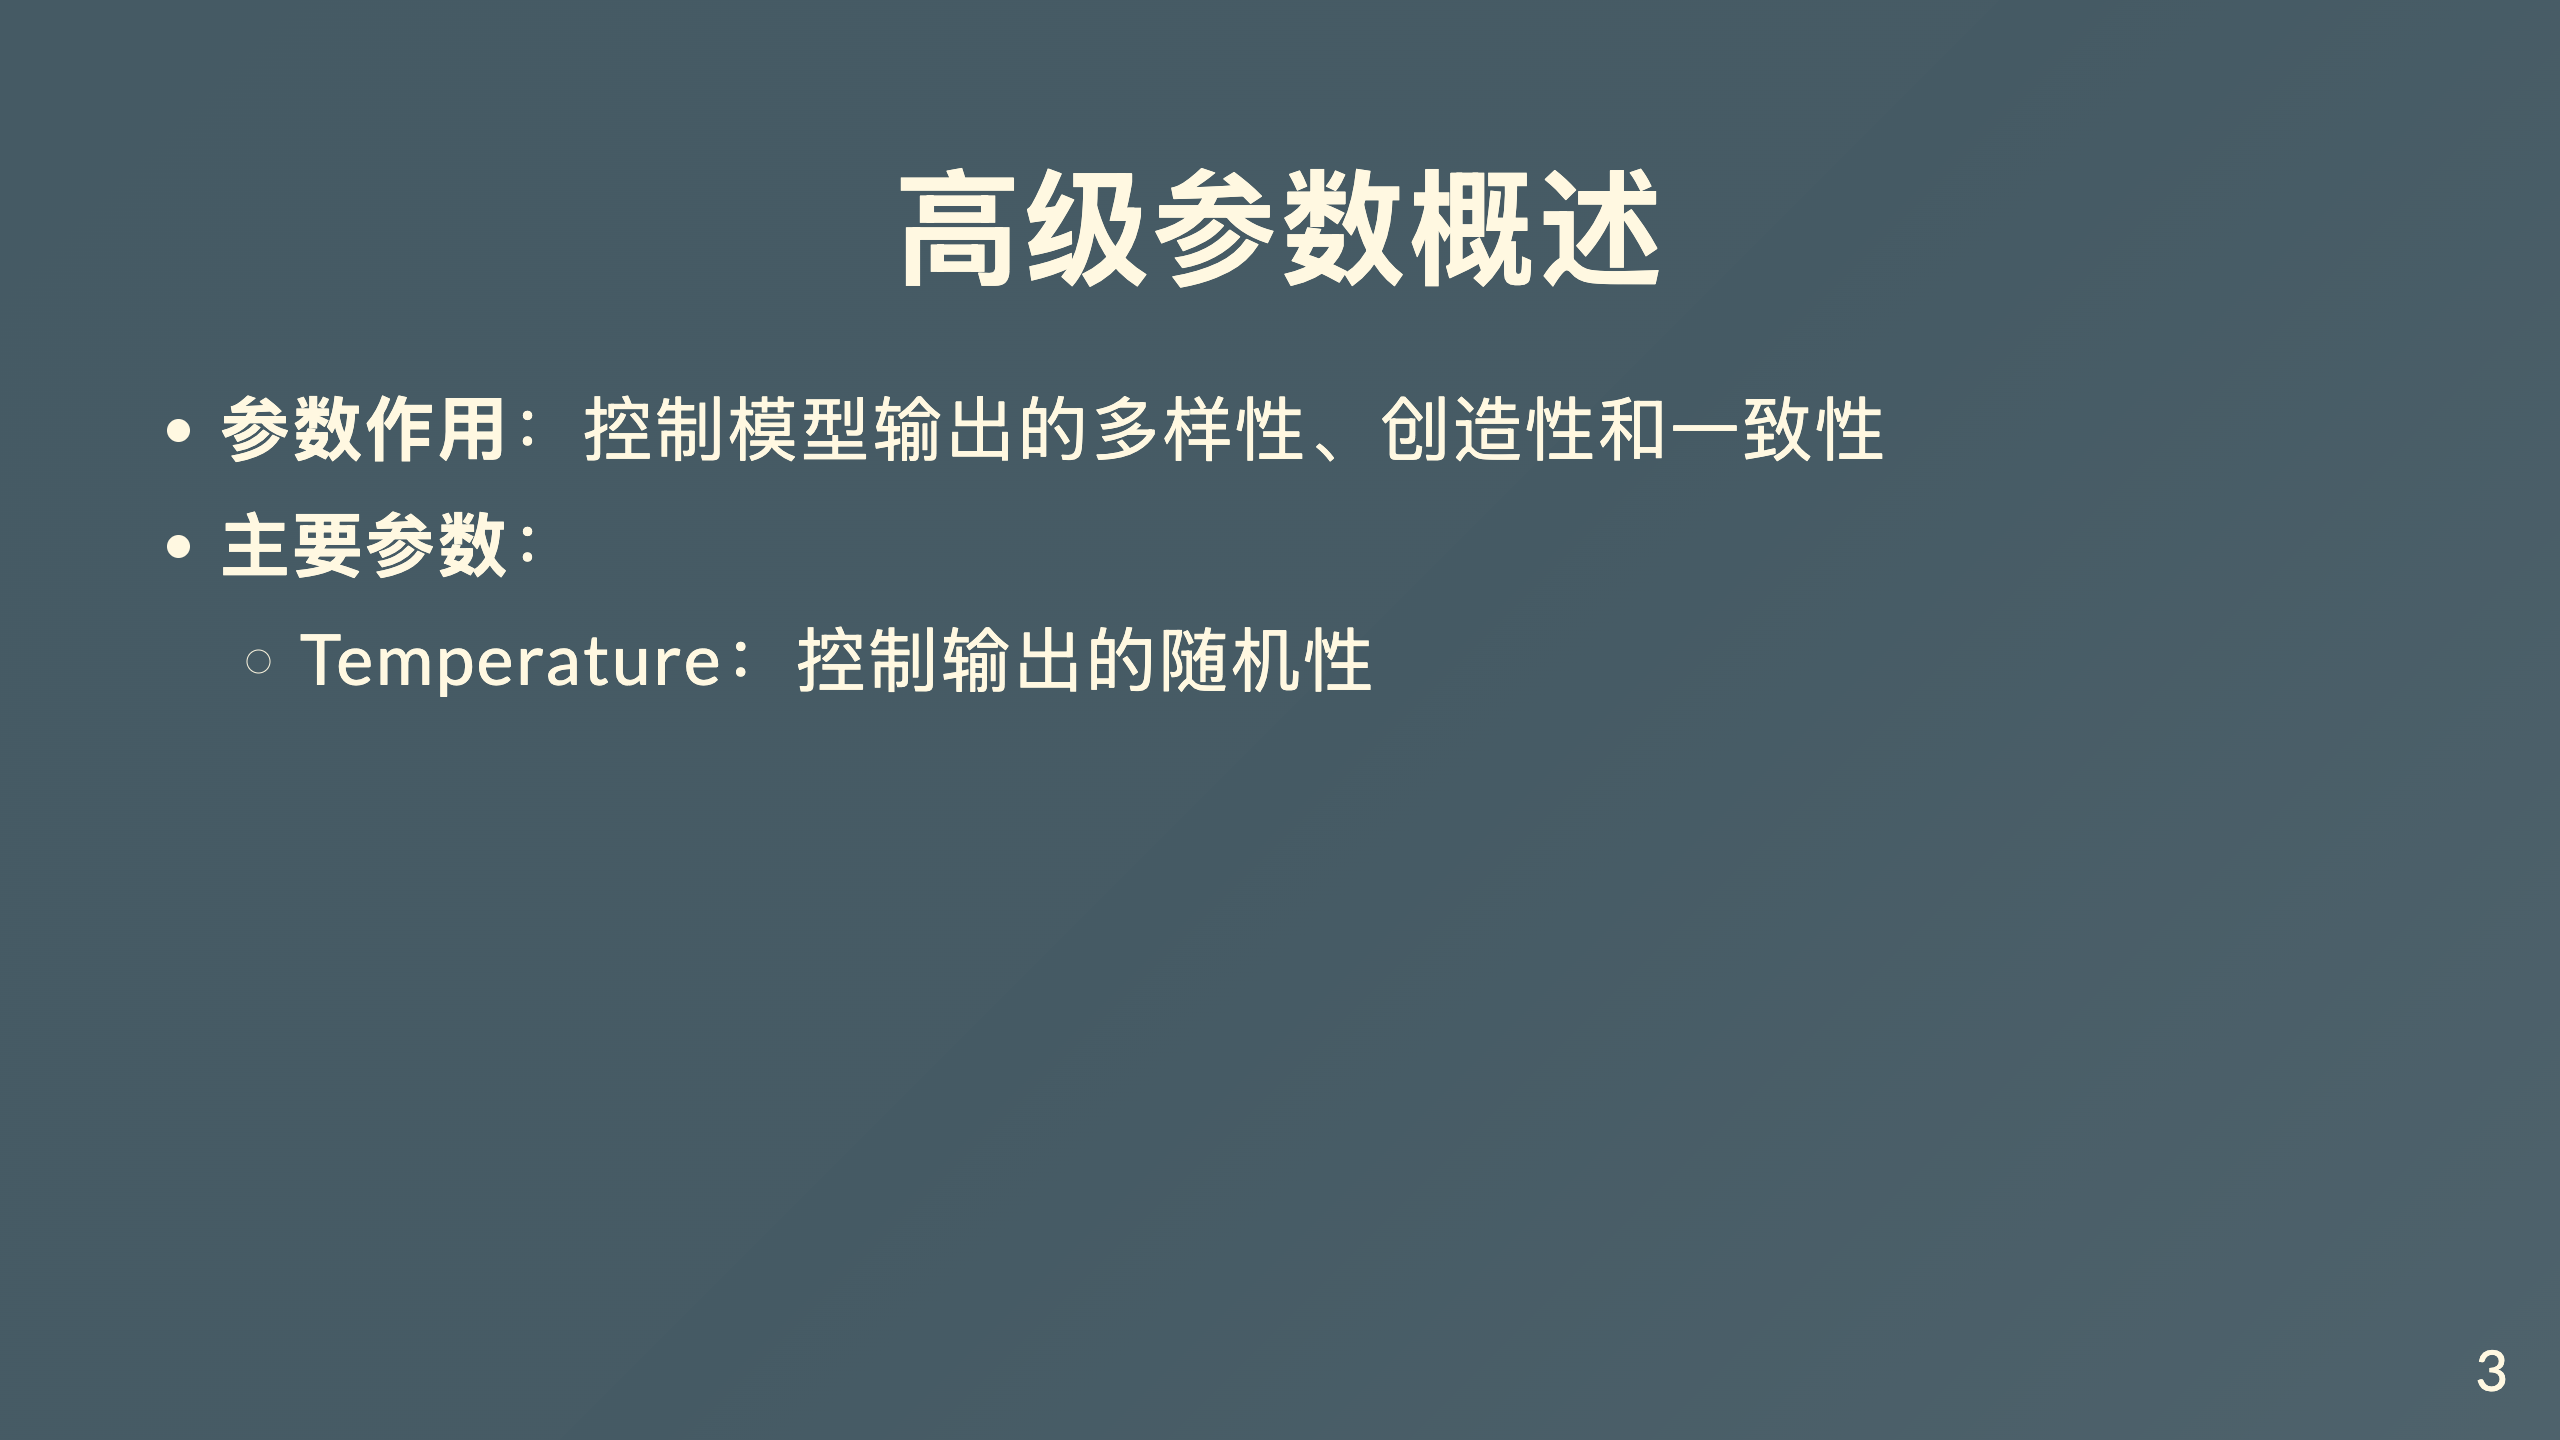 高级参数概述
参数作用：控制模型输出的多样性、创造性和一致性
主要参数：
Temperature：控制输出的随机性
3